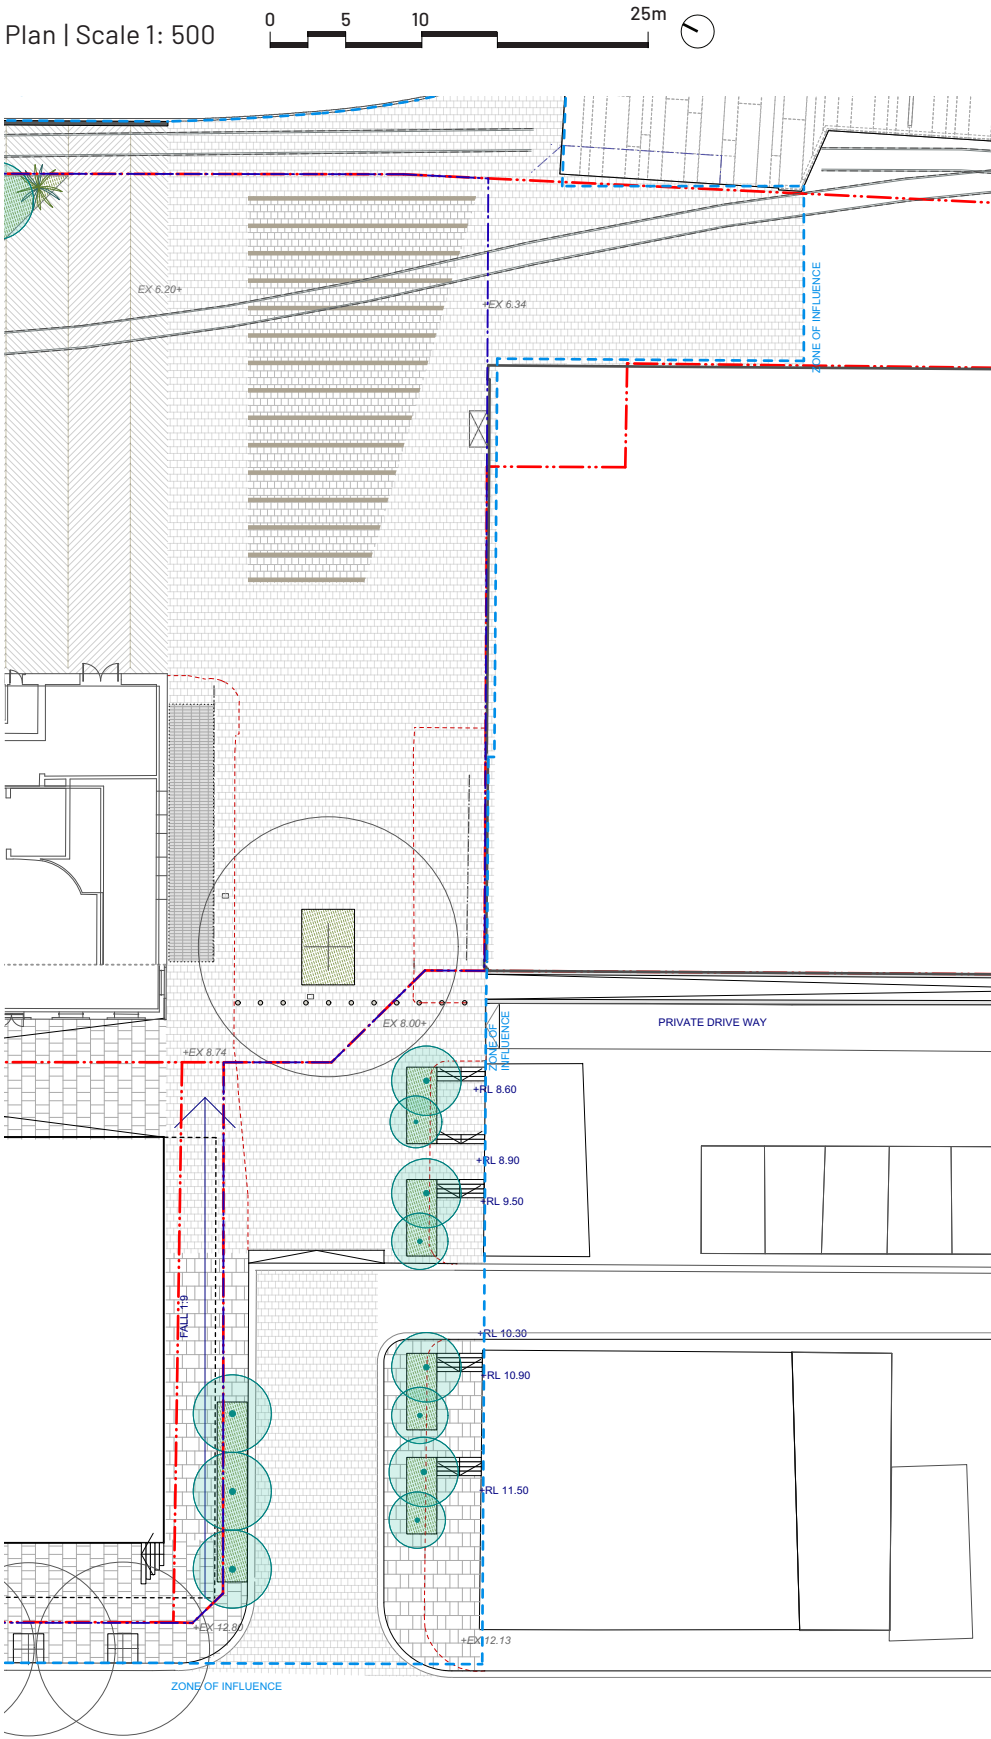 Plan | Scale 1: 500
0 5 10 25m
ZONE OF INFLUENCE
EX 6.20+
+EX 6.34
PRIVATE DRIVE WAY
ZONE OF
INFLUENCE
EX 8.00+
+EX 8.74
+RL 8.60
+RL 8.90
+RL 9.50
FALL 1:9
+RL 10.30
+RL 10.90
+RL 11.50
+EX 12.80
+EX 12.13
ZONE OF INFLUENCE